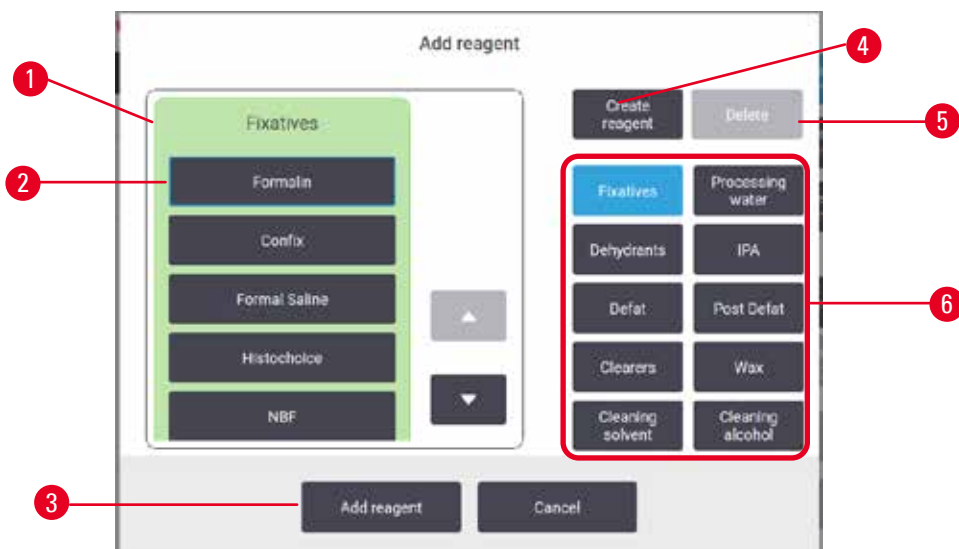 Add reagent
4
1
Create
reagent
Delete
5
Fixatives
2
Formalin
Fixatives
Processing
water
Confix
Dehydrants
IPA
Formal Saline
Defat
Post Defat
6
Histochoice
Clearers
Wax
NBF
Cleaning
solvent
Cleaning
alcohol
3
Add reagent
Cancel